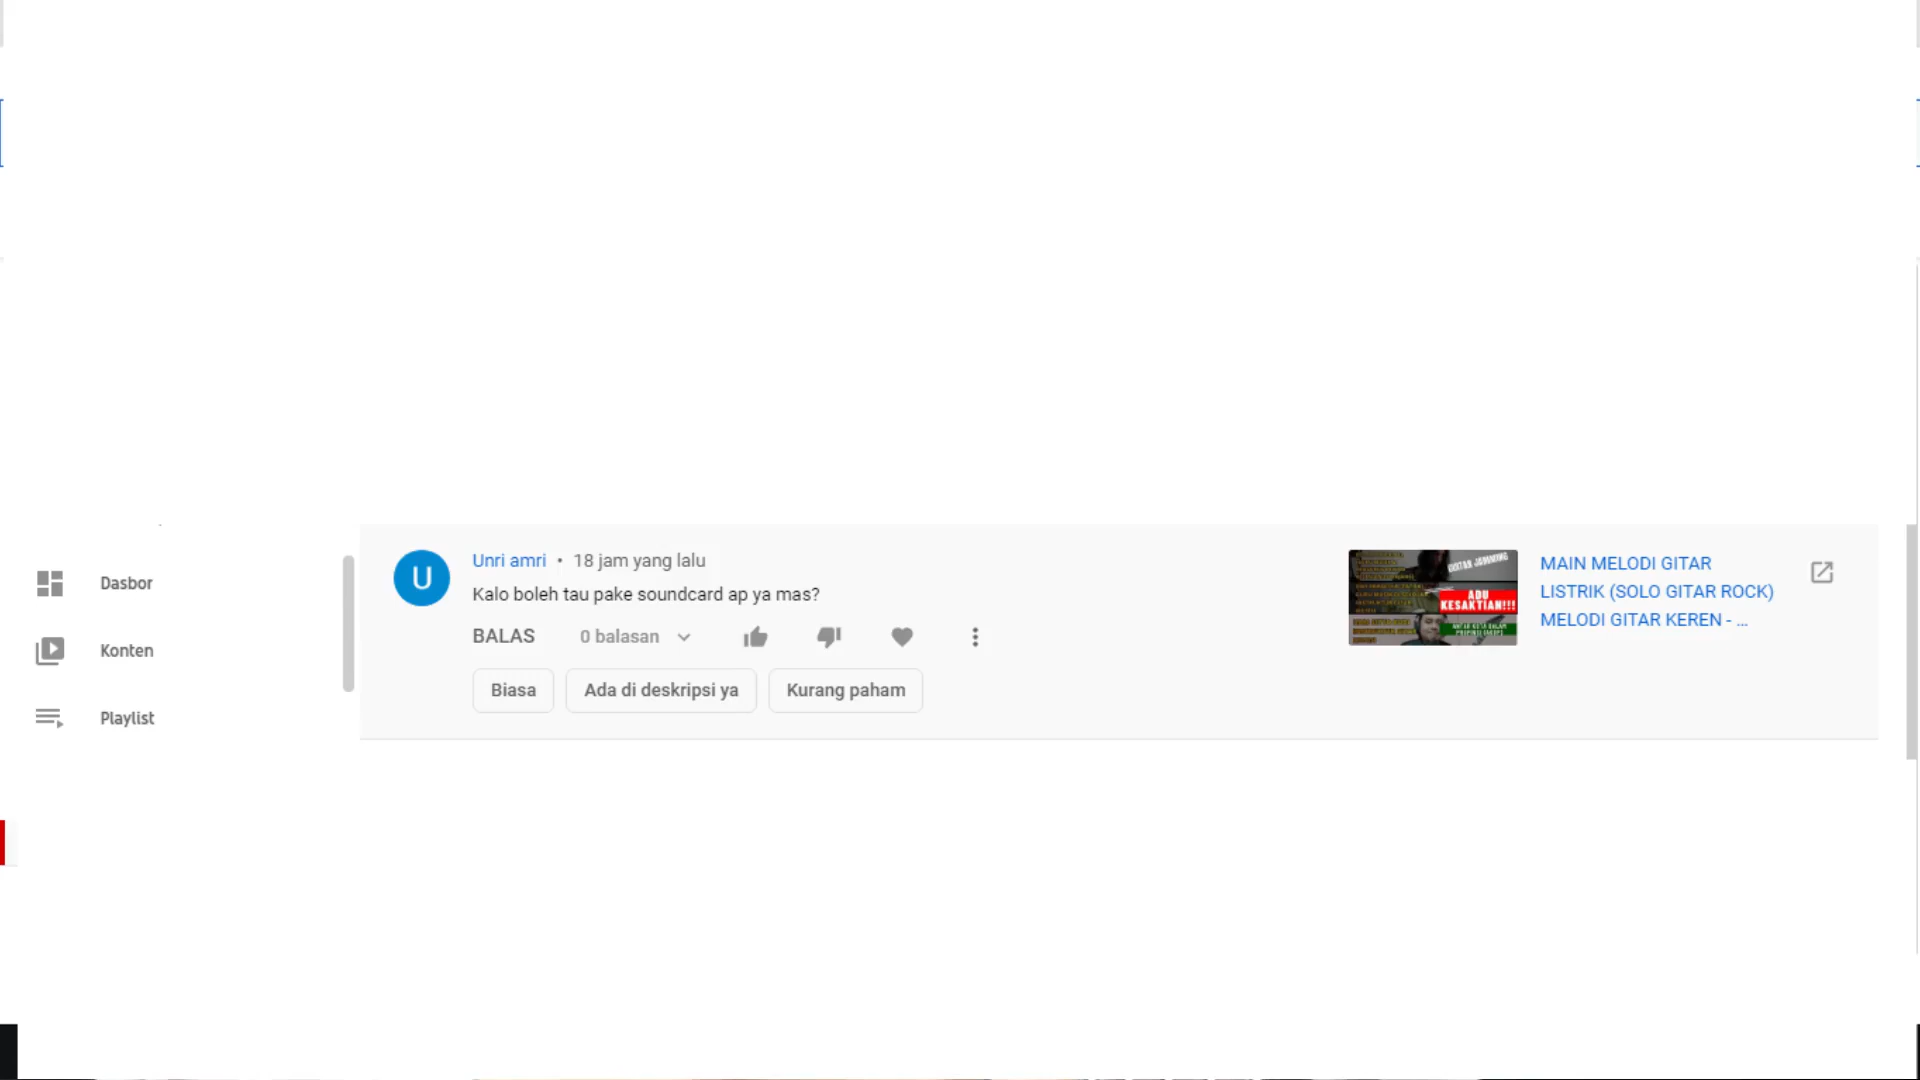 Dasbor
Konten
Playlist
U
Unri amri • 18 jam yang lalu
Kalo boleh tau pake soundcard ap ya mas?
BALAS 0 balasan
Biasa Ada di deskripsi ya Kurang paham
GUITAR JAMMING
ADU
KESAKTIAN!!!
MAIN MELODI GITAR
LISTRIK (SOLO GITAR ROCK)
MELODI GITAR KEREN - ...